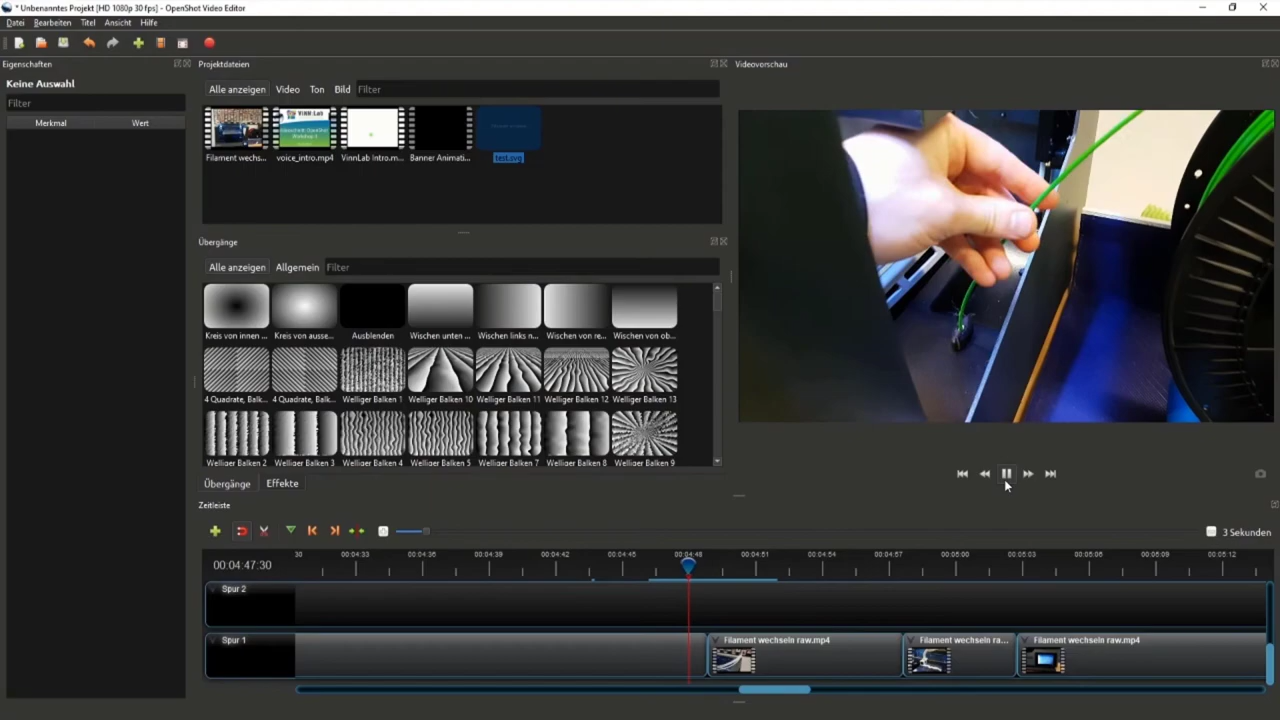 * Unbenanntes Projekt [HD 1080p 30 fps] - OpenShot Video Editor
Datei Bearbeiten Titel Ansicht Hilfe
Eigenschaften
Keine Auswahl
Filter
Merkmal Wert
Projektdateien
Alle anzeigen Video Ton Bild Filter
VINN:Lab
Filament wechs... voice_intro.mp4 VinnLab Intro.m... Banner Animati... test.svg
Übergänge
Alle anzeigen Allgemein Filter
Kreis von innen ... Kreis von ausse... Ausblenden Wischen unten ... Wischen links n... Wischen von re... Wischen von ob...
4 Quadrate, Balk... 4 Quadrate, Balk... Welliger Balken 1 Welliger Balken 10 Welliger Balken 11 Welliger Balken 12 Welliger Balken 13
Welliger Balken 2 Welliger Balken 3 Welliger Balken 4 Welliger Balken 5 Welliger Balken 7 Welliger Balken 8 Welliger Balken 9
Übergänge Effekte
Videovorschau
Zeitleiste
3 Sekunden
00:04:47:30
30 00:04:33 00:04:36 00:04:39 00:04:42 00:04:45 00:04:48 00:04:51 00:04:54 00:04:57 00:05:00 00:05:03 00:05:06 00:05:09 00:05:12
Spur 2
Spur 1
Filament wechseln raw.mp4 Filament wechseln ra... Filament wechseln raw.mp4